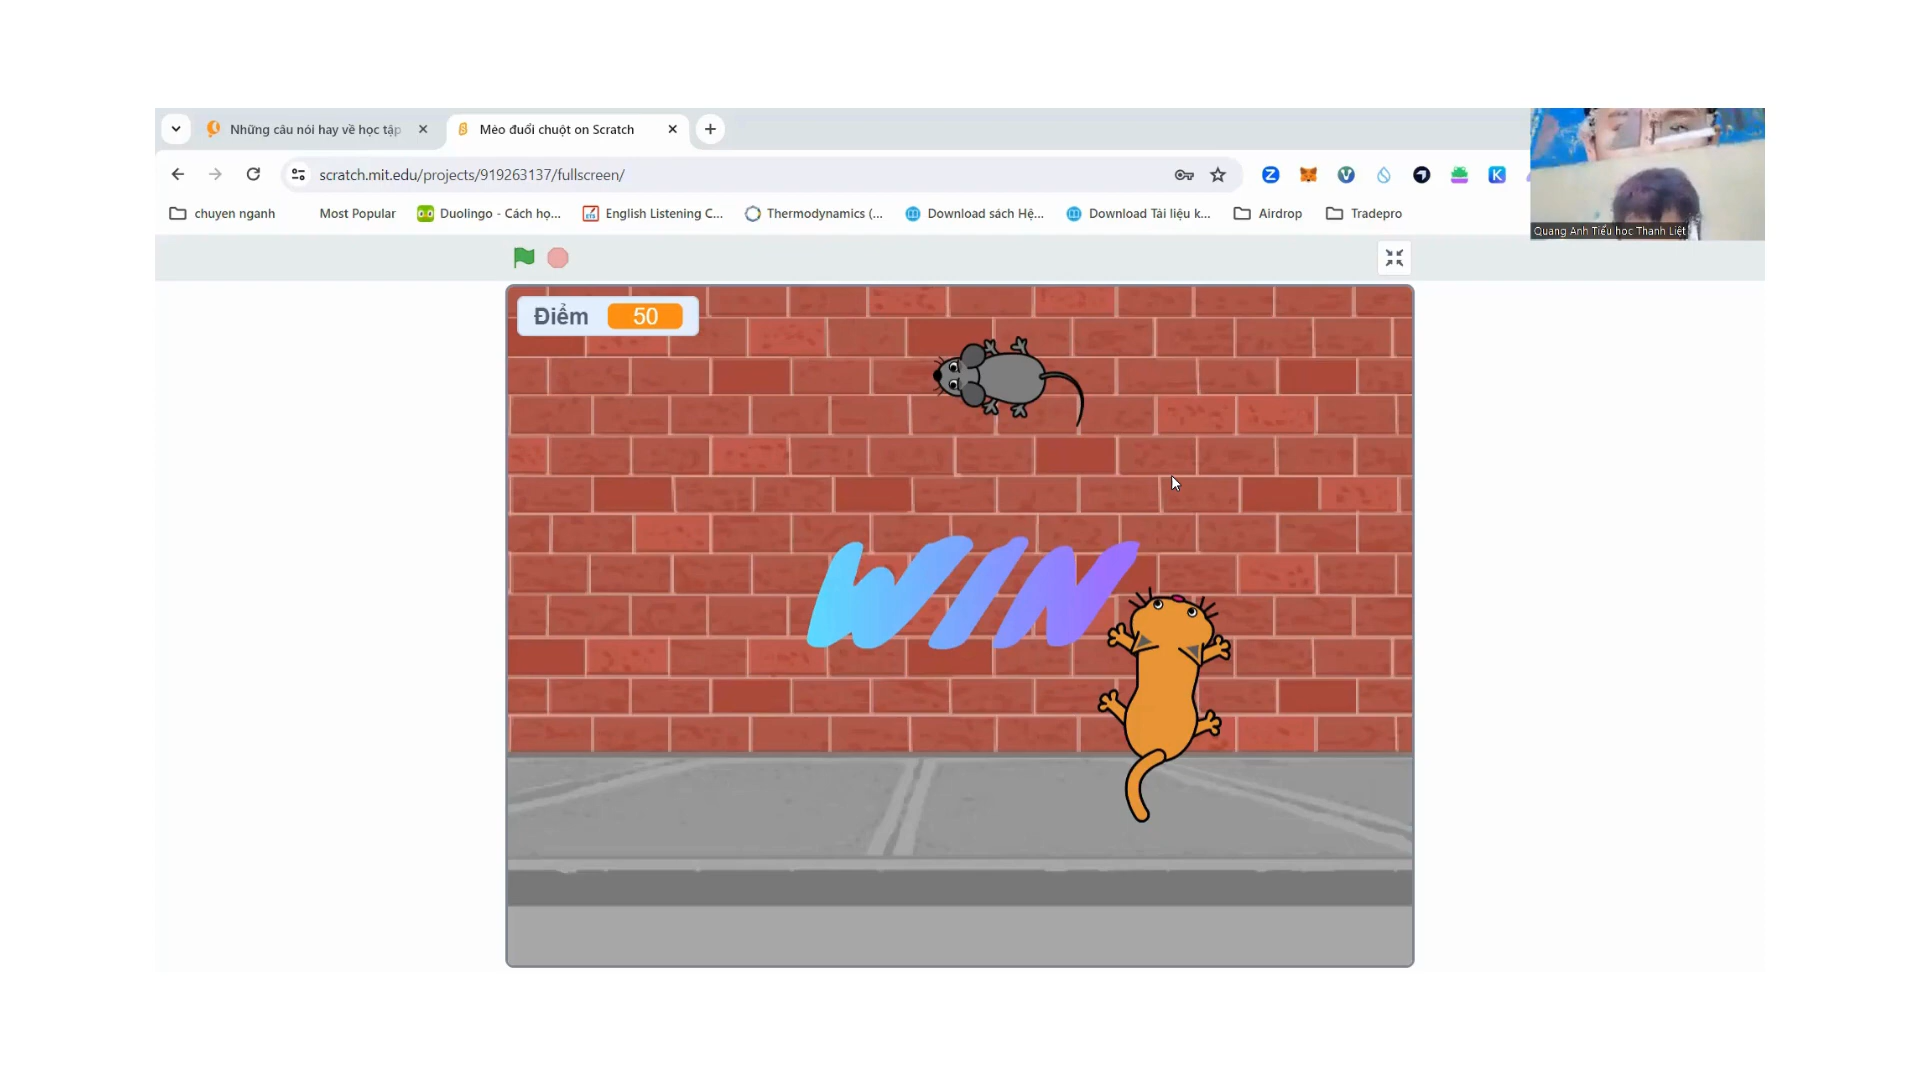 Những câu nói hay về học tập
Mèo đuổi chuột on Scratch
scratch.mit.edu/projects/919263137/fullscreen/
chuyen nganh
Most Popular
Duolingo - Cách họ...
English Listening C...
Thermodynamics (...
Download sách Hệ...
Download Tài liệu k...
Airdrop
Tradepro
Quang Anh Tiểu học Thanh Liệt
Điểm 50
WIN